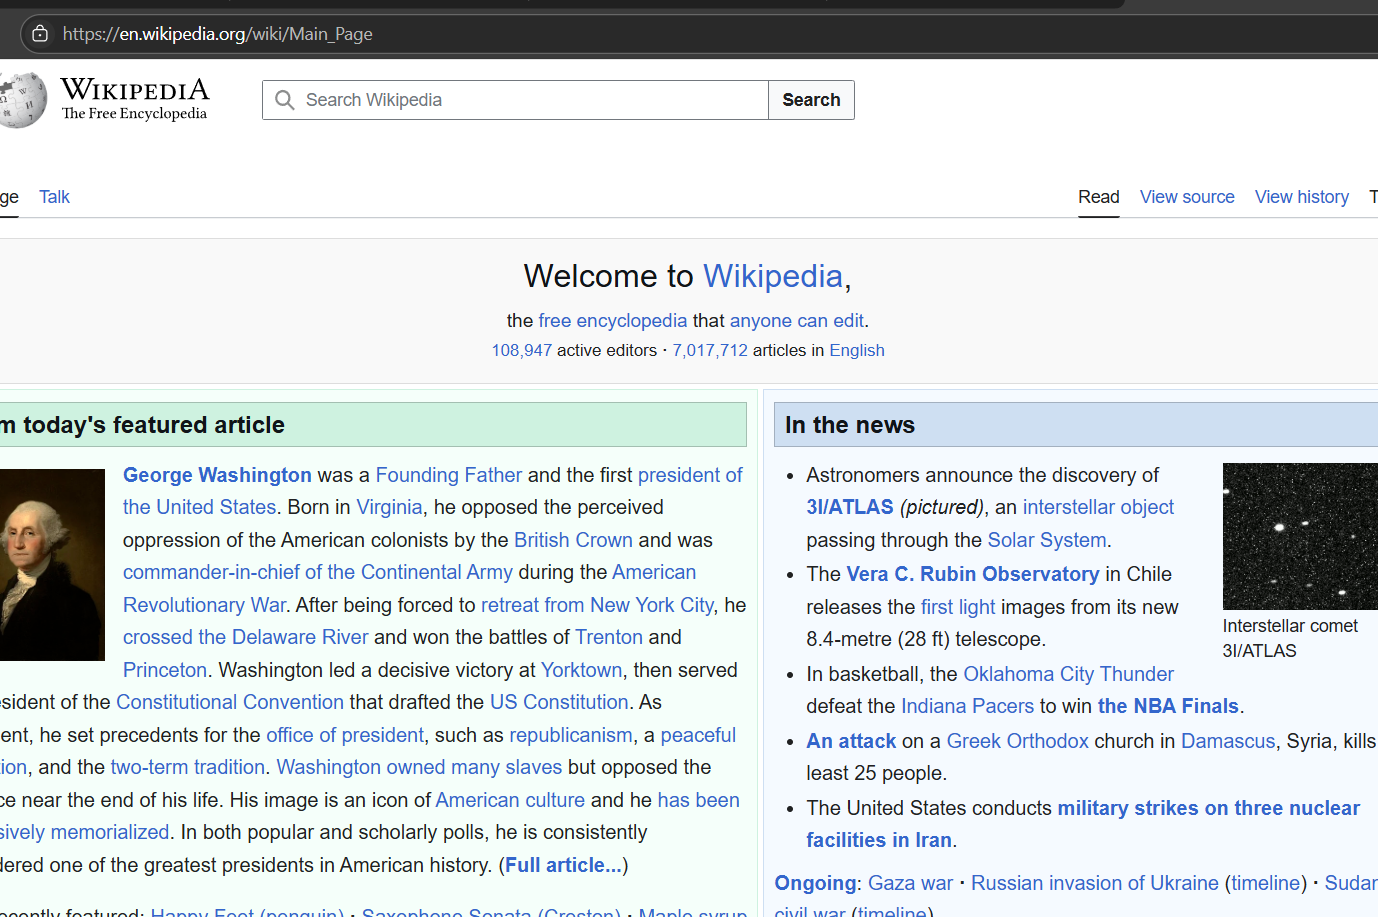 https://en.wikipedia.org/wiki/Main_Page
WIKIPEDIA
The Free Encyclopedia
Search Wikipedia
Search
Talk
Read View source View history
Welcome to Wikipedia,
the free encyclopedia that anyone can edit.
108,947 active editors · 7,017,712 articles in English
today's featured article
George Washington was a Founding Father and the first president of
the United States. Born in Virginia, he opposed the perceived
oppression of the American colonists by the British Crown and was
commander-in-chief of the Continental Army during the American
Revolutionary War. After being forced to retreat from New York City, he
crossed the Delaware River and won the battles of Trenton and
Princeton. Washington led a decisive victory at Yorktown, then served
of the Constitutional Convention that drafted the US Constitution. As
he set precedents for the office of president, such as republicanism, a peaceful
and the two-term tradition. Washington owned many slaves but opposed the
near the end of his life. His image is an icon of American culture and he has been
memorialized. In both popular and scholarly polls, he is consistently
one of the greatest presidents in American history. (Full article...)
featured: Happy Feet (penguin) · Saxophone Sonata (Creston) · Maple syrup
In the news
• Astronomers announce the discovery of
3I/ATLAS (pictured), an interstellar object
passing through the Solar System.
• The Vera C. Rubin Observatory in Chile
releases the first light images from its new
8.4-metre (28 ft) telescope.
• In basketball, the Oklahoma City Thunder
defeat the Indiana Pacers to win the NBA Finals.
• An attack on a Greek Orthodox church in Damascus, Syria, kills
least 25 people.
• The United States conducts military strikes on three nuclear
facilities in Iran.
Interstellar comet
3I/ATLAS
Ongoing: Gaza war · Russian invasion of Ukraine (timeline) · Sudan
civil war (timeline)